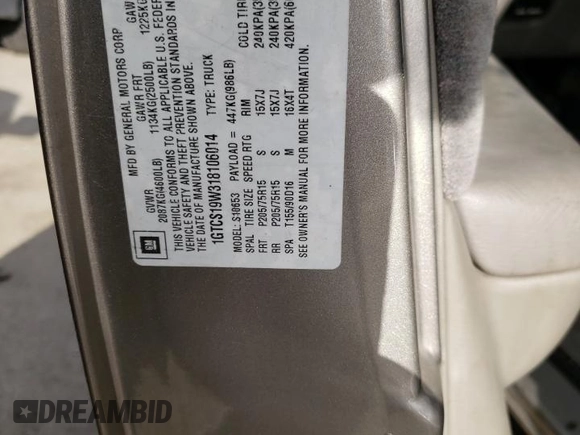 MFD BY GENERAL MOTORS CORP
GVWR GAWR FRT GAWR
2087KG(4600LB) 1134KG(2500LB)
THIS VEHICLE CONFORMS TO ALL APPLICABLE U.S. FEDER
VEHICLE SAFETY AND THEFT PREVENTION STANDARDS IN
THE DATE OF MANUFACTURE SHOWN ABOVE.
1GTCS19W318106014 TYPE: TRUCK
MODEL: S10653 PAYLOAD = 447KG(986LB)
SPAL TIRE SIZE SPEED RTG RIM COLD TIR
FRT P205/75R15 S 15X7J 240KPA(3
RR P205/75R15 S 15X7J 240KPA(3
SPA T155/90D16 M 16X4T 420KPA(6
SEE OWNER'S MANUAL FOR MORE INFORMATION.
GM
DREAMBID